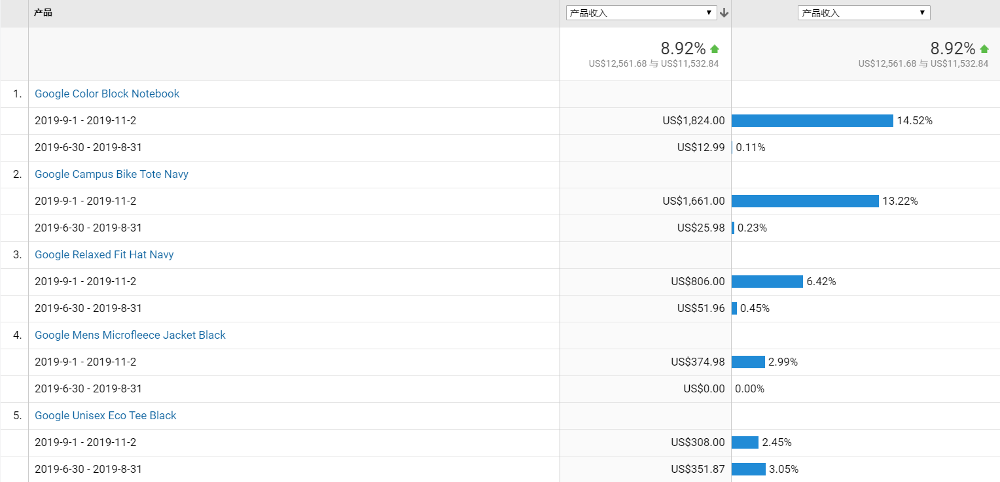 产品 产品收入 产品收入
8.92% 8.92%
US$12,561.68 与 US$11,532.84 US$12,561.68 与 US$11,532.84
1. Google Color Block Notebook
2019-9-1 - 2019-11-2 US$1,824.00 14.52%
2019-6-30 - 2019-8-31 US$12.99 0.11%
2. Google Campus Bike Tote Navy
2019-9-1 - 2019-11-2 US$1,661.00 13.22%
2019-6-30 - 2019-8-31 US$25.98 0.23%
3. Google Relaxed Fit Hat Navy
2019-9-1 - 2019-11-2 US$806.00 6.42%
2019-6-30 - 2019-8-31 US$51.96 0.45%
4. Google Mens Microfleece Jacket Black
2019-9-1 - 2019-11-2 US$374.98 2.99%
2019-6-30 - 2019-8-31 US$0.00 0.00%
5. Google Unisex Eco Tee Black
2019-9-1 - 2019-11-2 US$308.00 2.45%
2019-6-30 - 2019-8-31 US$351.87 3.05%